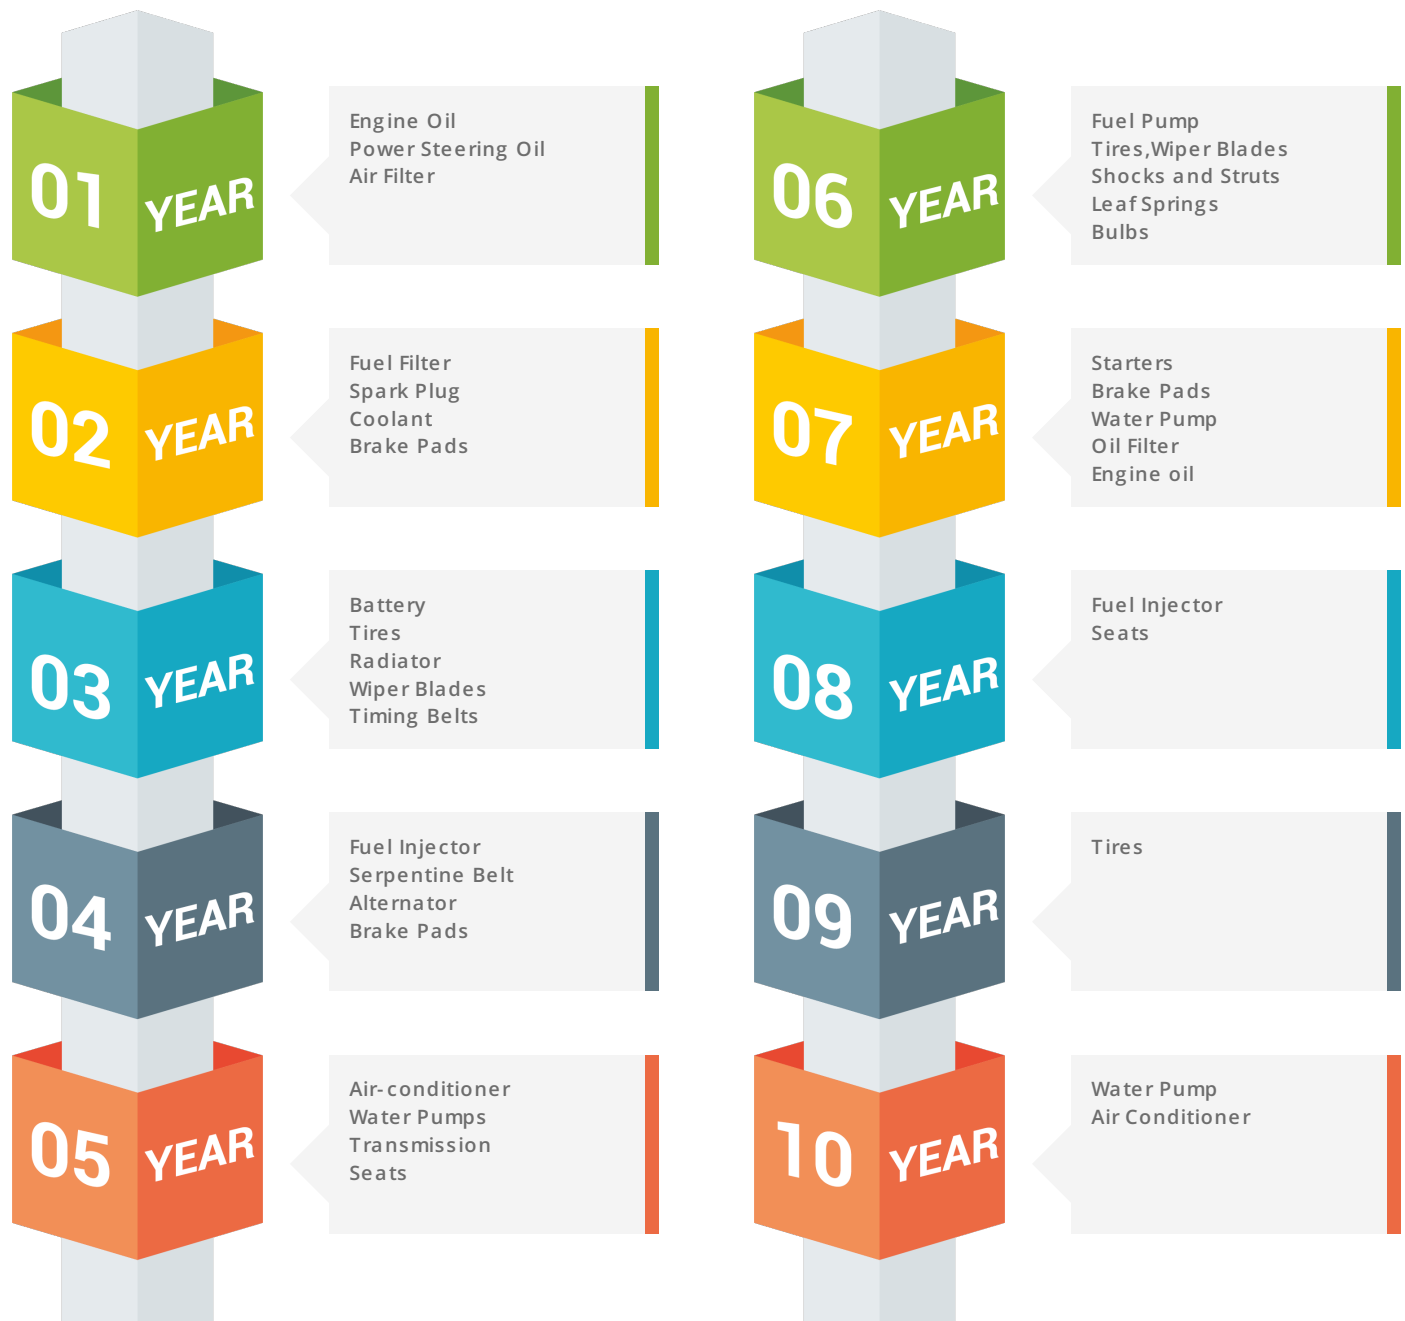 01 YEAR
Engine Oil
Power Steering Oil
Air Filter
02 YEAR
Fuel Filter
Spark Plug
Coolant
Brake Pads
03 YEAR
Battery
Tires
Radiator
Wiper Blades
Timing Belts
04 YEAR
Fuel Injector
Serpentine Belt
Alternator
Brake Pads
05 YEAR
Air-conditioner
Water Pumps
Transmission
Seats
06 YEAR
Fuel Pump
Tires,Wiper Blades
Shocks and Struts
Leaf Springs
Bulbs
07 YEAR
Starters
Brake Pads
Water Pump
Oil Filter
Engine oil
08 YEAR
Fuel Injector
Seats
09 YEAR
Tires
10 YEAR
Water Pump
Air Conditioner